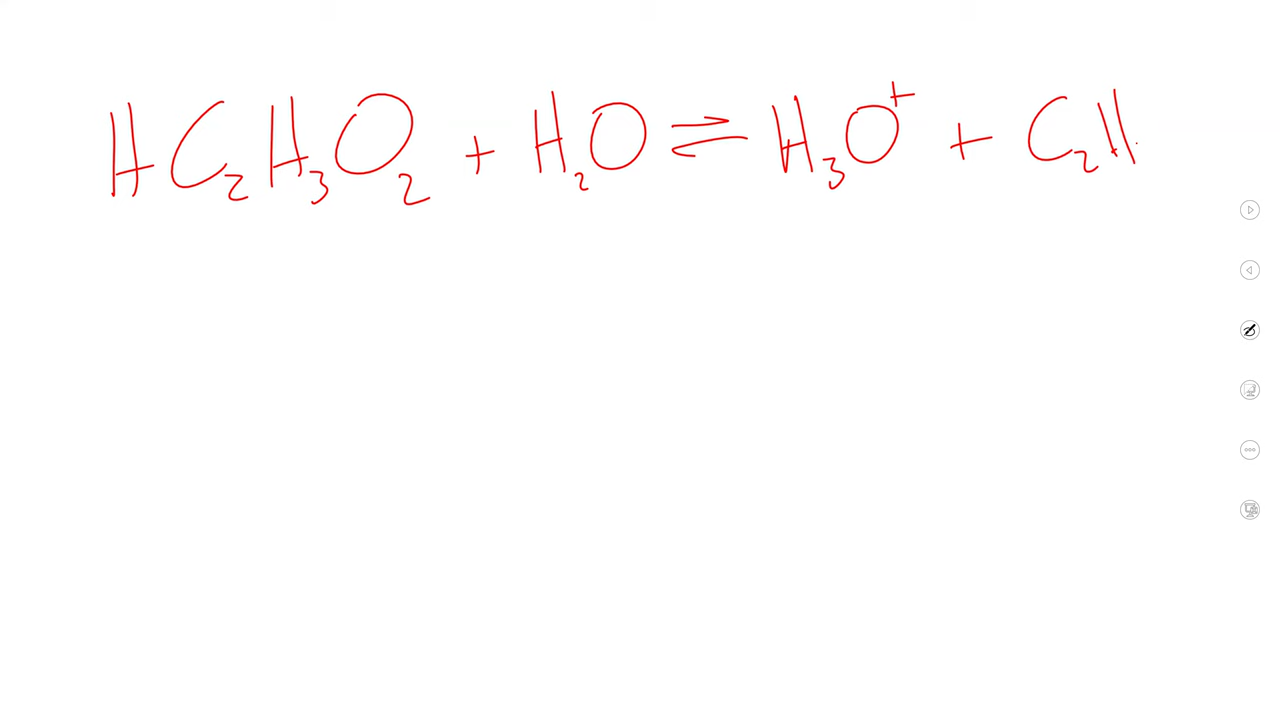 HC₂H₃O₂ + H₂O ⇌ H₃O⁺ + C₂H